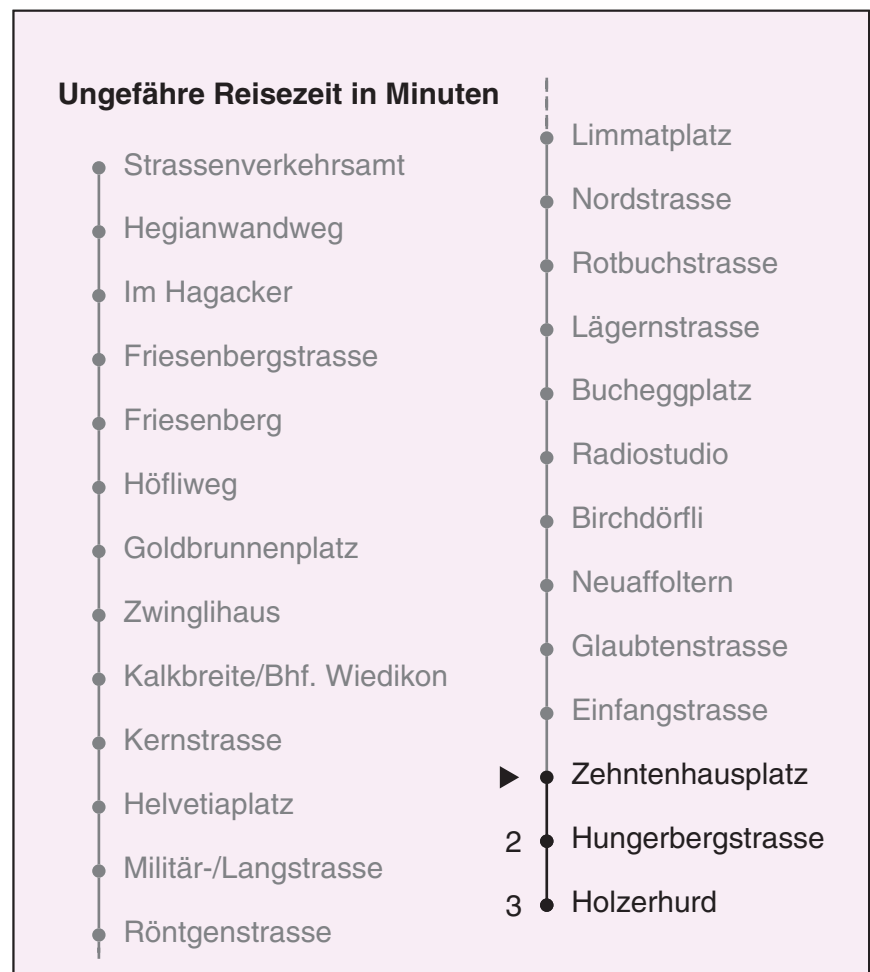 Ungefähre Reisezeit in Minuten
Strassenverkehrsamt
Hegianwandweg
Im Hagacker
Friesenbergstrasse
Friesenberg
Höfliweg
Goldbrunnenplatz
Zwinglihaus
Kalkbreite/Bhf. Wiedikon
Kernstrasse
Helvetiaplatz
Militär-/Langstrasse
Röntgenstrasse
Limmatplatz
Nordstrasse
Rotbuchstrasse
Lägernstrasse
Bucheggplatz
Radiostudio
Birchdörfli
Neuaffoltern
Glaubtenstrasse
Einfangstrasse
Zehntenhausplatz
2 Hungerbergstrasse
3 Holzerhurd